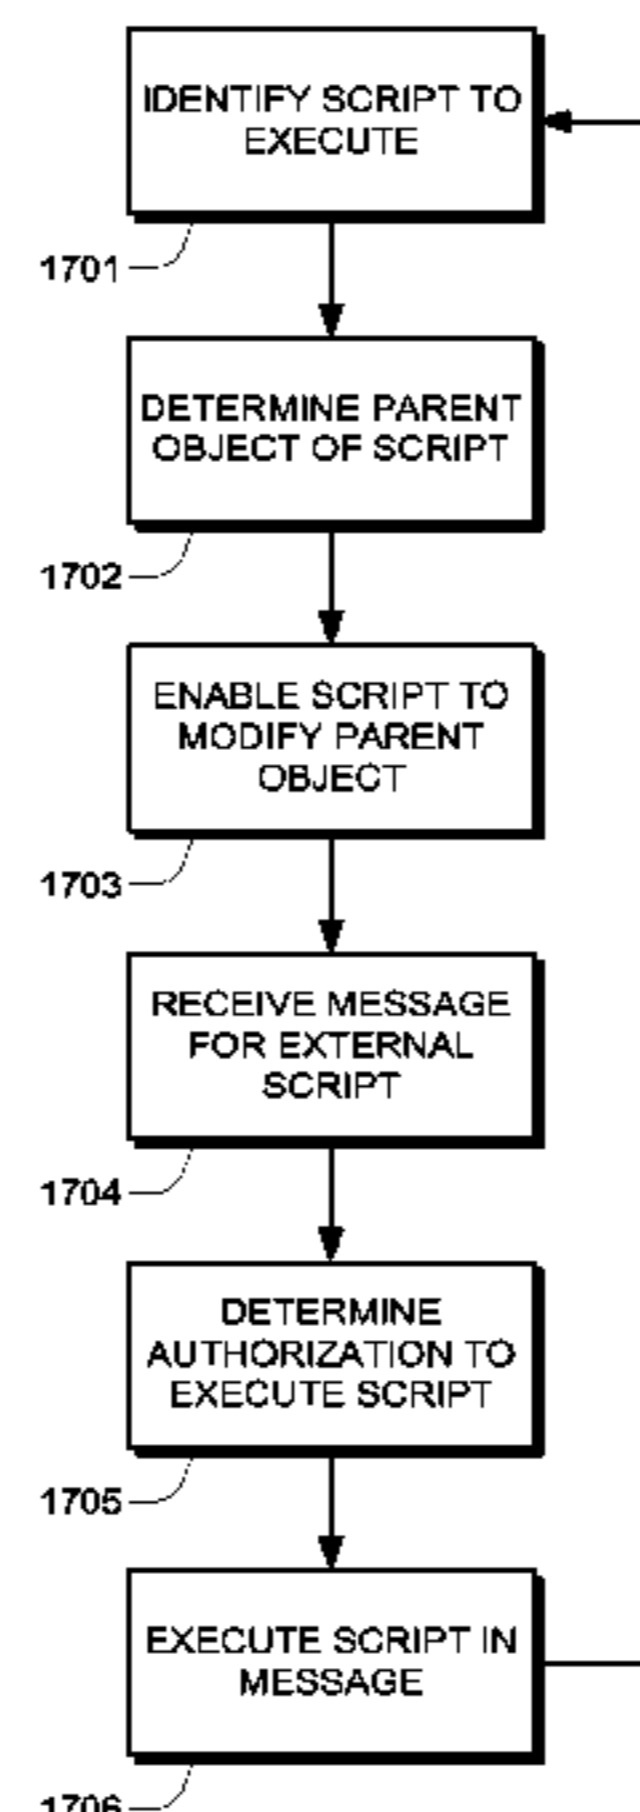 IDENTIFY SCRIPT TO
EXECUTE
1701
DETERMINE PARENT
OBJECT OF SCRIPT
1702
ENABLE SCRIPT TO
MODIFY PARENT
OBJECT
1703
RECEIVE MESSAGE
FOR EXTERNAL
SCRIPT
1704
DETERMINE
AUTHORIZATION TO
EXECUTE SCRIPT
1705
EXECUTE SCRIPT IN
MESSAGE
1706